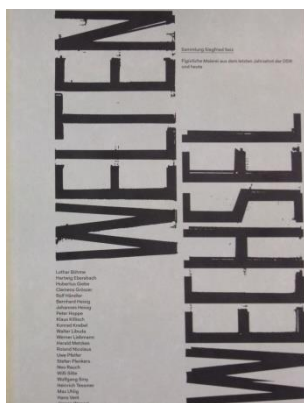 WELTEN
WECHSEL
Sammlung Siegfried Seiz
Figürliche Malerei aus dem letzten Jahrzehnt der DDR
und heute
Lothar Böhme
Hartwig Ebersbach
Hubertus Giebe
Clemens Gröszer
Rolf Händler
Bernhard Heisig
Johannes Heisig
Peter Hoppe
Klaus Killisch
Konrad Knebel
Walter Libuda
Werner Liebmann
Harald Metzkes
Roland Nicolaus
Uwe Pfeifer
Stefan Plenkers
Neo Rauch
Willi Sitte
Wolfgang Smy
Heinrich Tessmer
Max Uhlig
Hans Vent